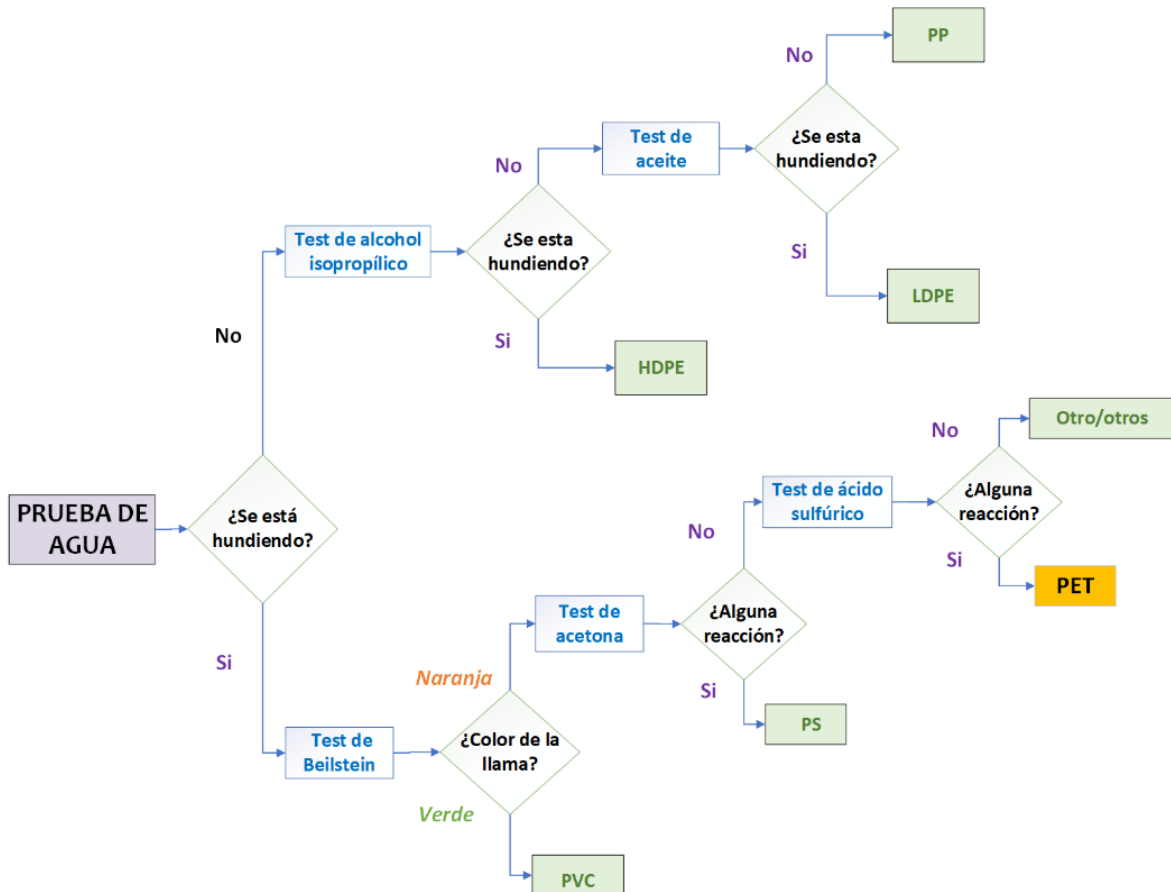 PP
No
Test de
aceite
¿Se esta
hundiendo?
No
Si
Test de alcohol
isopropílico
¿Se esta
hundiendo?
LDPE
No
Si
HDPE
Otro/otros
No
PRUEBA DE
AGUA
¿Se está
hundiendo?
Test de ácido
sulfúrico
¿Alguna
reacción?
No
Si
PET
Test de
acetona
¿Alguna
reacción?
Si
Naranja
Si
PS
Test de
Beilstein
¿Color de la
llama?
Verde
PVC